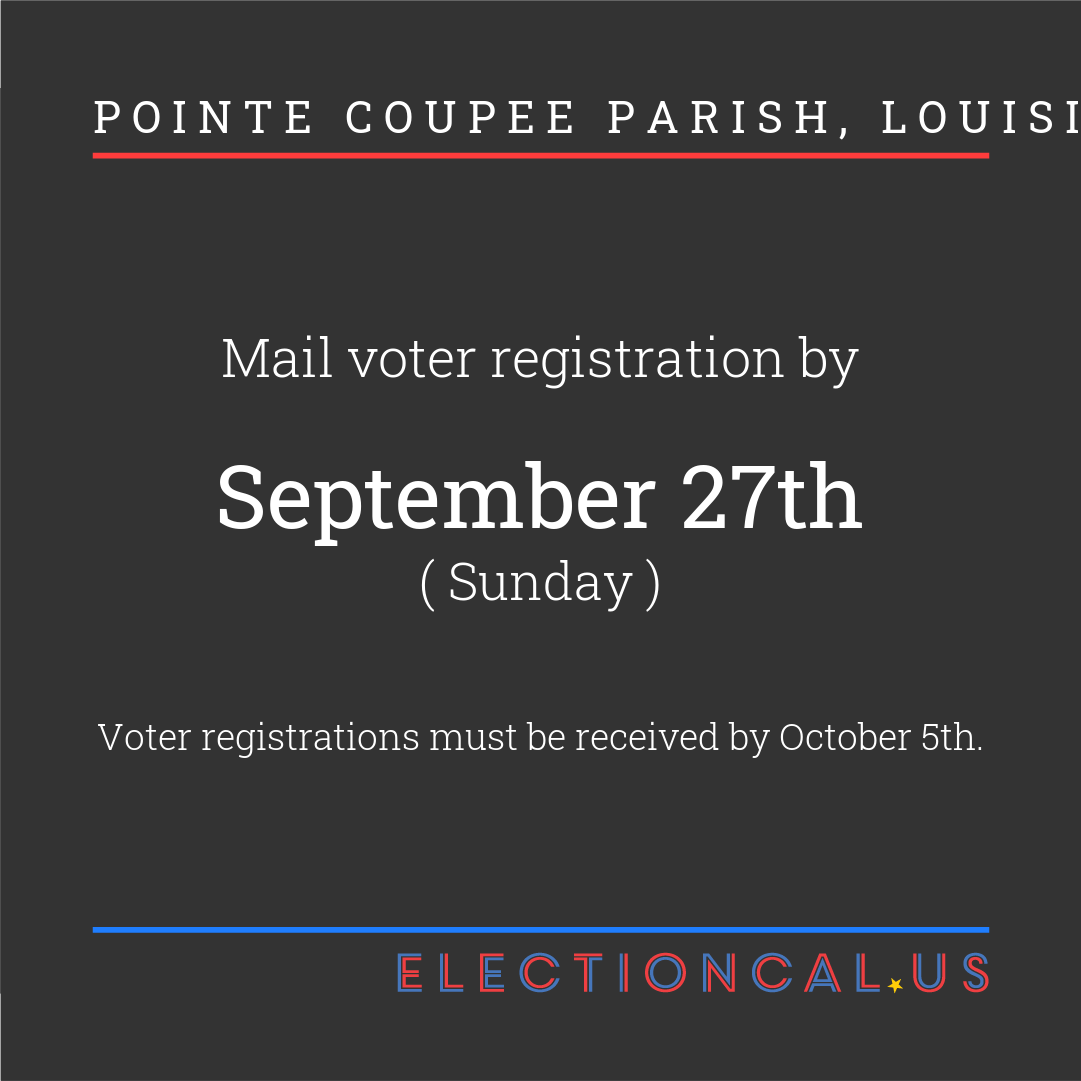 POINTE COUPEE PARISH, LOUISI
Mail voter registration by
September 27th
( Sunday )
Voter registrations must be received by October 5th.
ELECTIONCAL.US